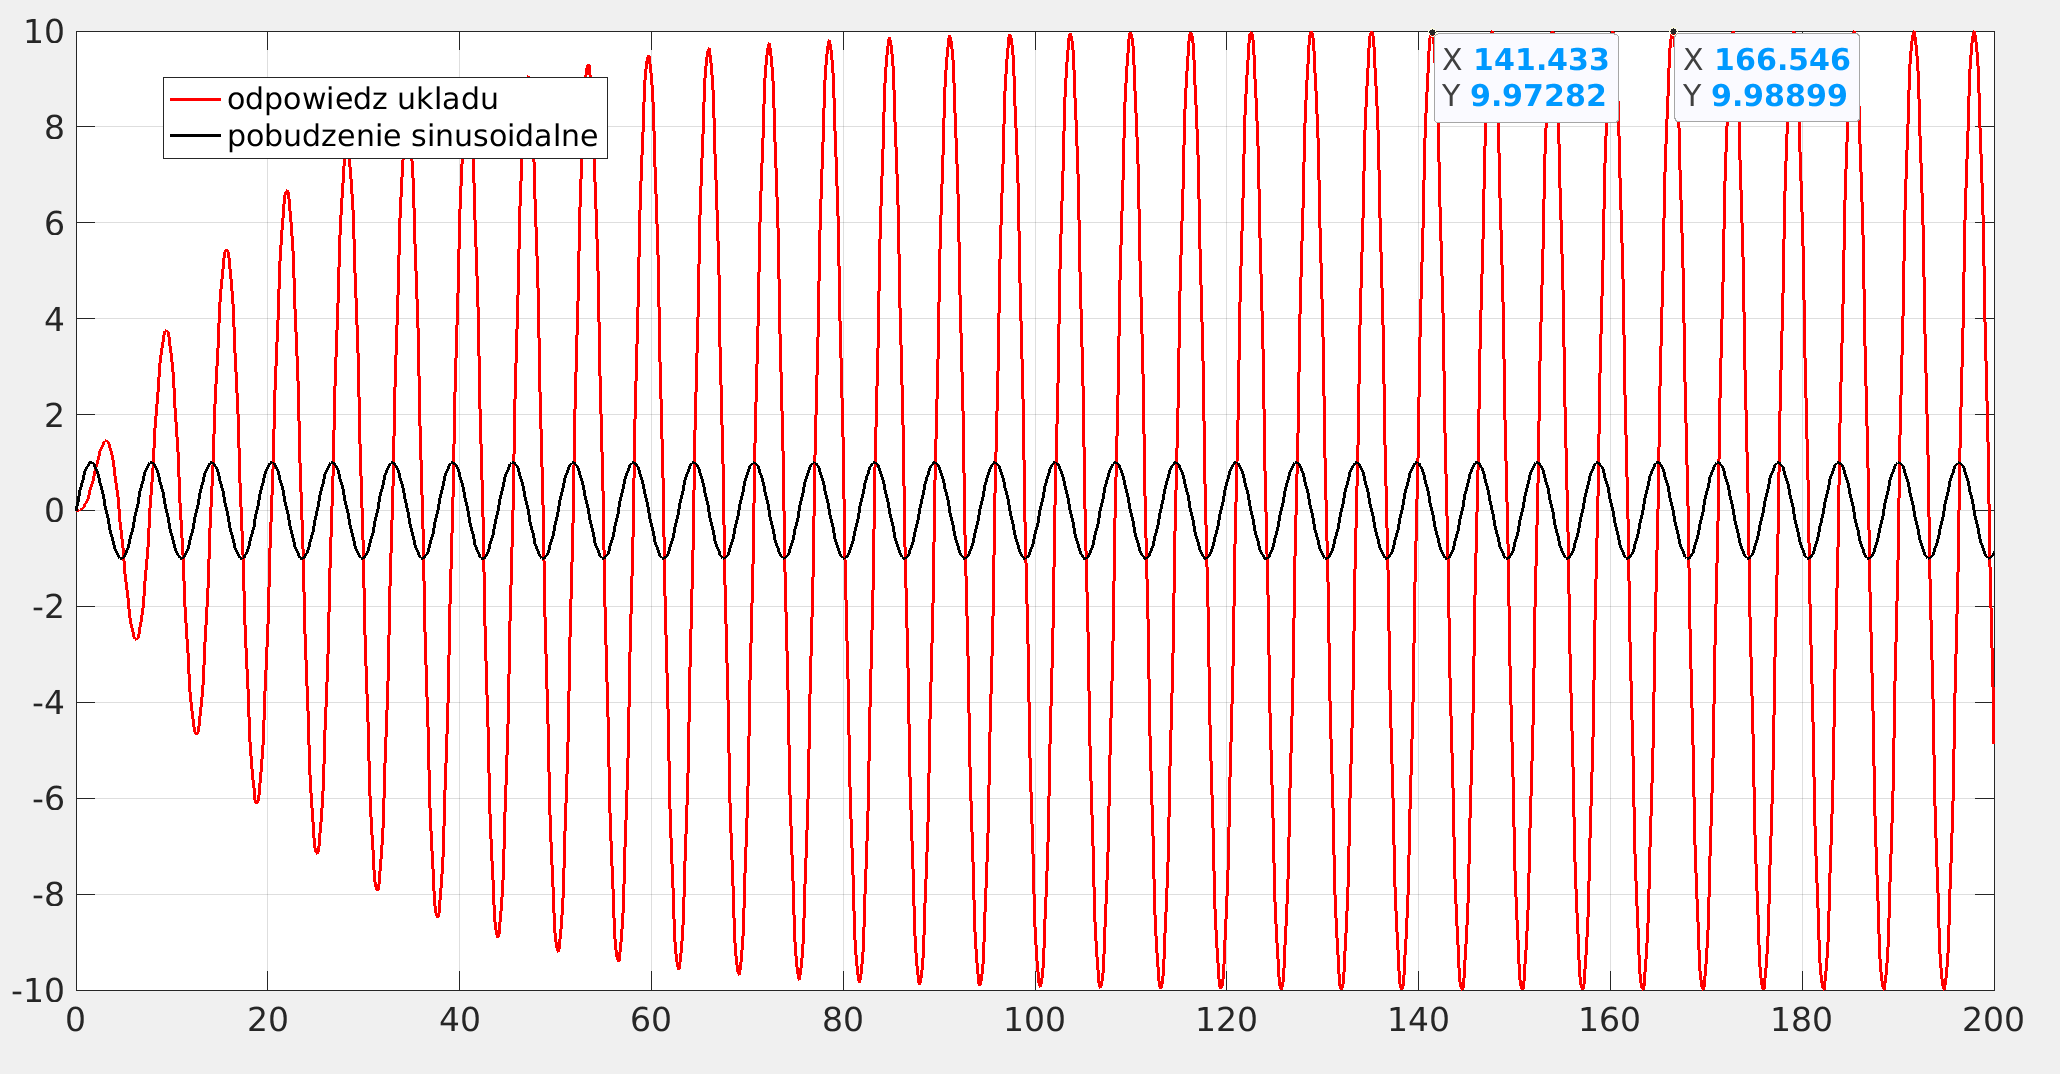 10
8
6
4
2
0
-2
-4
-6
-8
-10
odpowiedz ukladu
pobudzenie sinusoidalne
X 141.433
Y 9.97282
X 166.546
Y 9.98899
0 20 40 60 80 100 120 140 160 180 200